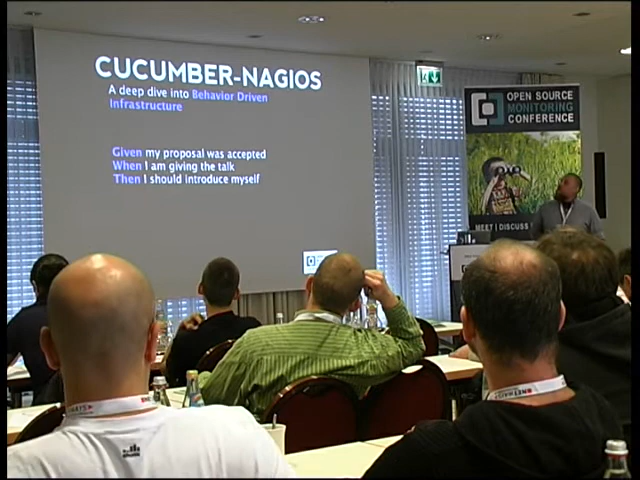 CUCUMBER-NAGIOS
A deep dive into Behavior Driven
Infrastructure
Given my proposal was accepted
When I am giving the talk
Then I should introduce myself
OPEN SOURCE
MONITORING
CONFERENCE
MEET | DISCUSS